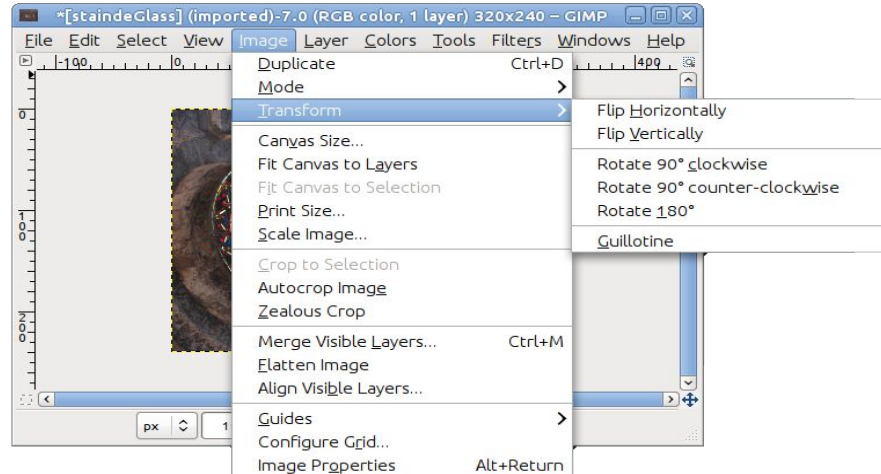 *[staindeGlass] (imported)-7.0 (RGB color, 1 layer) 320x240 – GIMP
File Edit Select View Image Layer Colors Tools Filters Windows Help
-100 0 400
Duplicate Ctrl+D
Mode
Transform
Flip Horizontally
Flip Vertically
Rotate 90° clockwise
Rotate 90° counter-clockwise
Rotate 180°
Guillotine
Canvas Size...
Fit Canvas to Layers
Fit Canvas to Selection
Print Size...
Scale Image...
Crop to Selection
Autocrop Image
Zealous Crop
Merge Visible Layers... Ctrl+M
Flatten Image
Align Visible Layers...
Guides
Configure Grid...
Image Properties Alt+Return
0
100
200
px 1